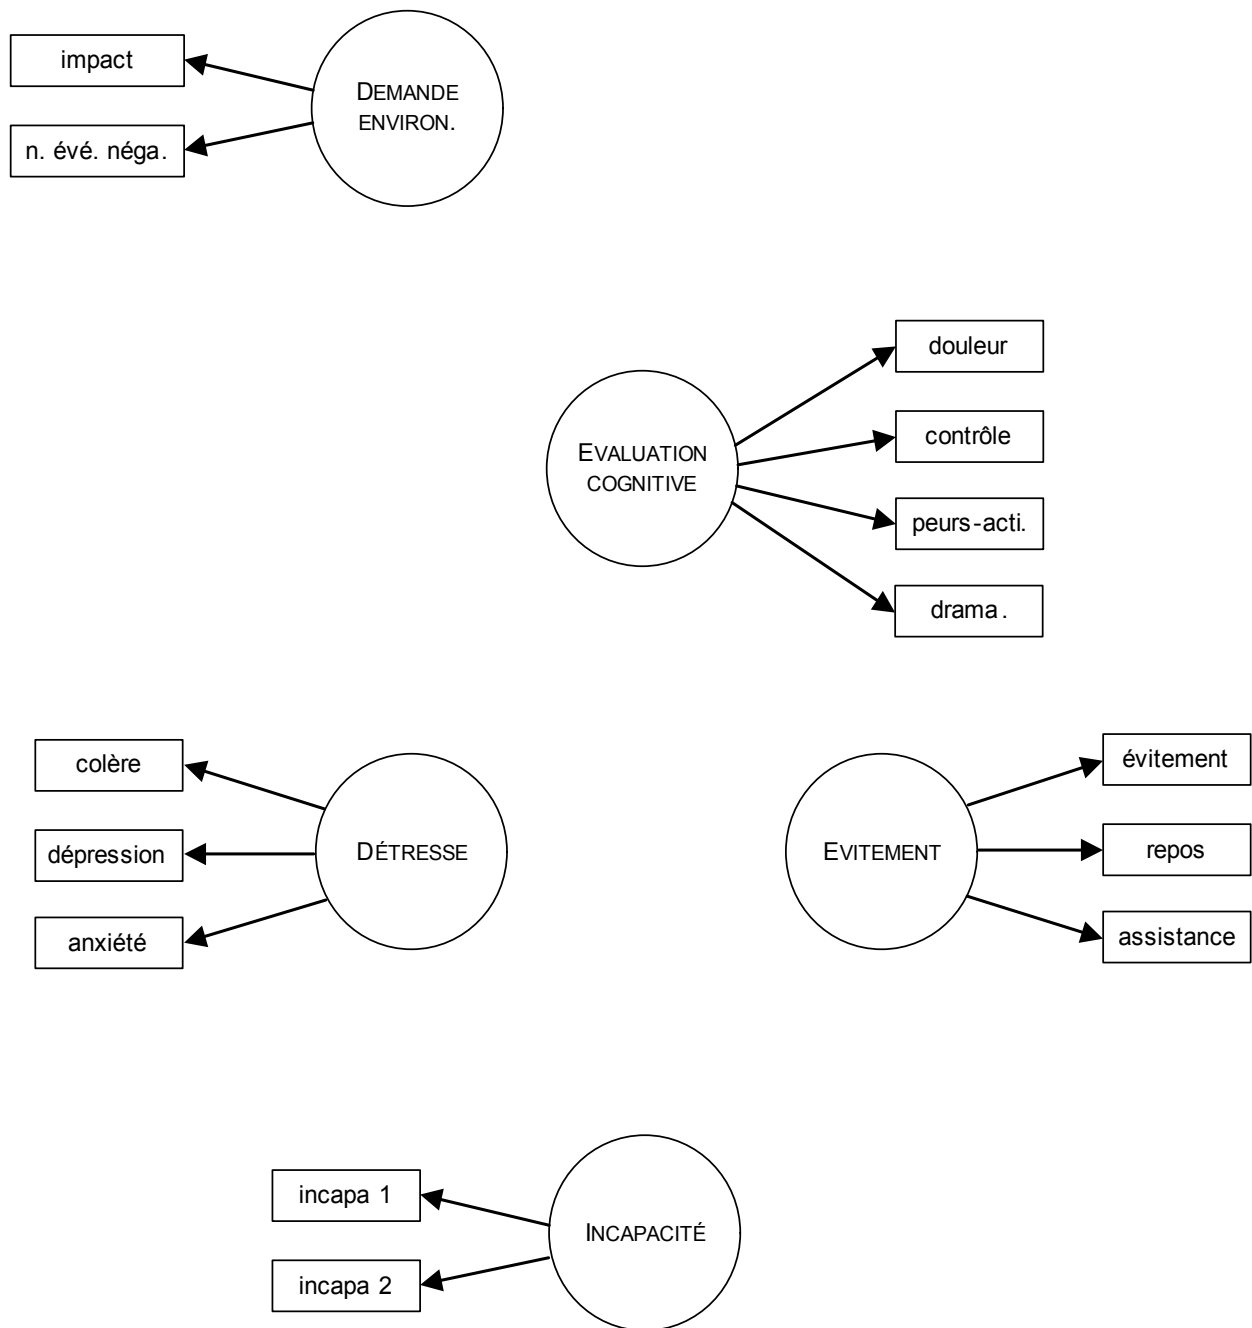 impact
n. évé. néga.
DEMANDE
ENVIRON.
EVALUATION
COGNITIVE
douleur
contrôle
peurs-acti.
drama.
colère
dépression
anxiété
DÉTRESSE
EVITEMENT
évitement
repos
assistance
incapa 1
incapa 2
INCAPACITÉ